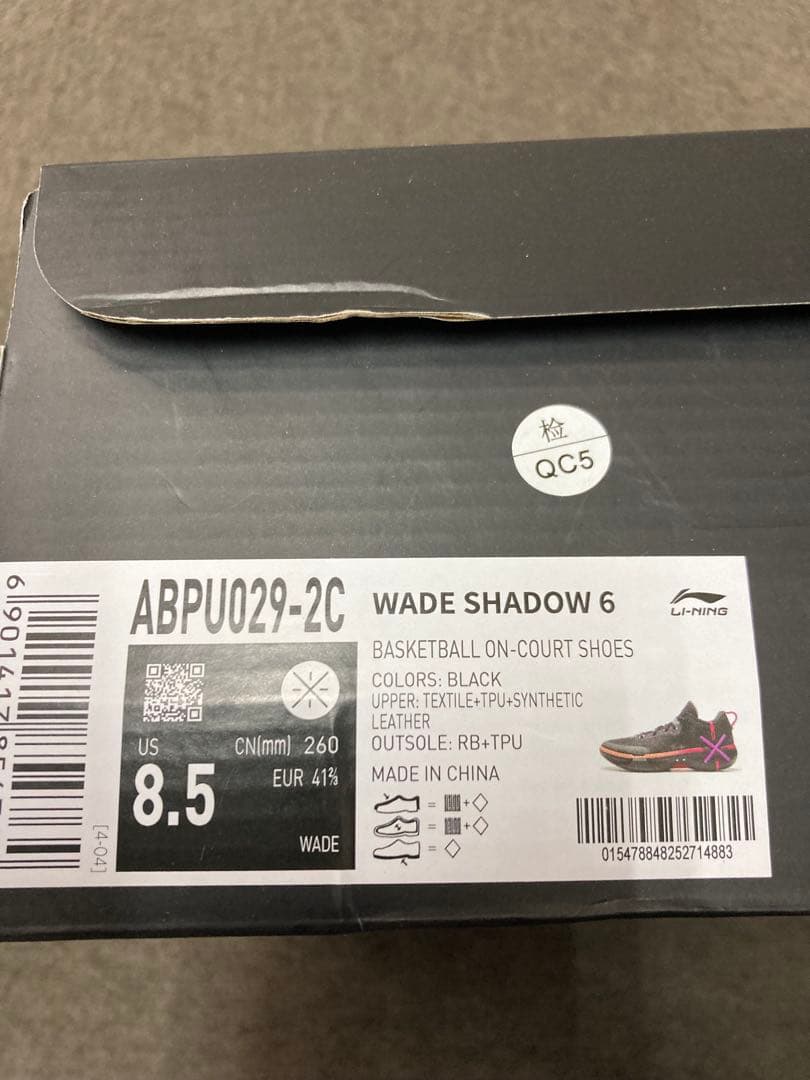 检
QC5
ABPU029-2C
WADE SHADOW 6
LI-NING
BASKETBALL ON-COURT SHOES
COLORS: BLACK
UPPER: TEXTILE+TPU+SYNTHETIC
LEATHER
OUTSOLE: RB+TPU
MADE IN CHINA
US
8.5
CN(mm) 260
EUR 41⅔
WADE
[4-04]
015478848252714883